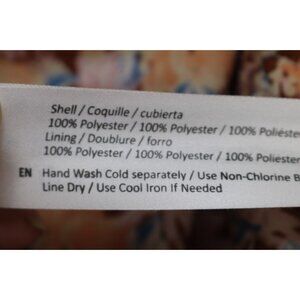 Shell / Coquille / cubierta
100% Polyester / 100% Polyester / 100%
Lining / Doublure / forro
100% Polyester / 100% Polyester / 100% Poliester
EN Hand Wash Cold separately / Use Non-Chlorine B
Line Dry / Use Cool Iron If Needed